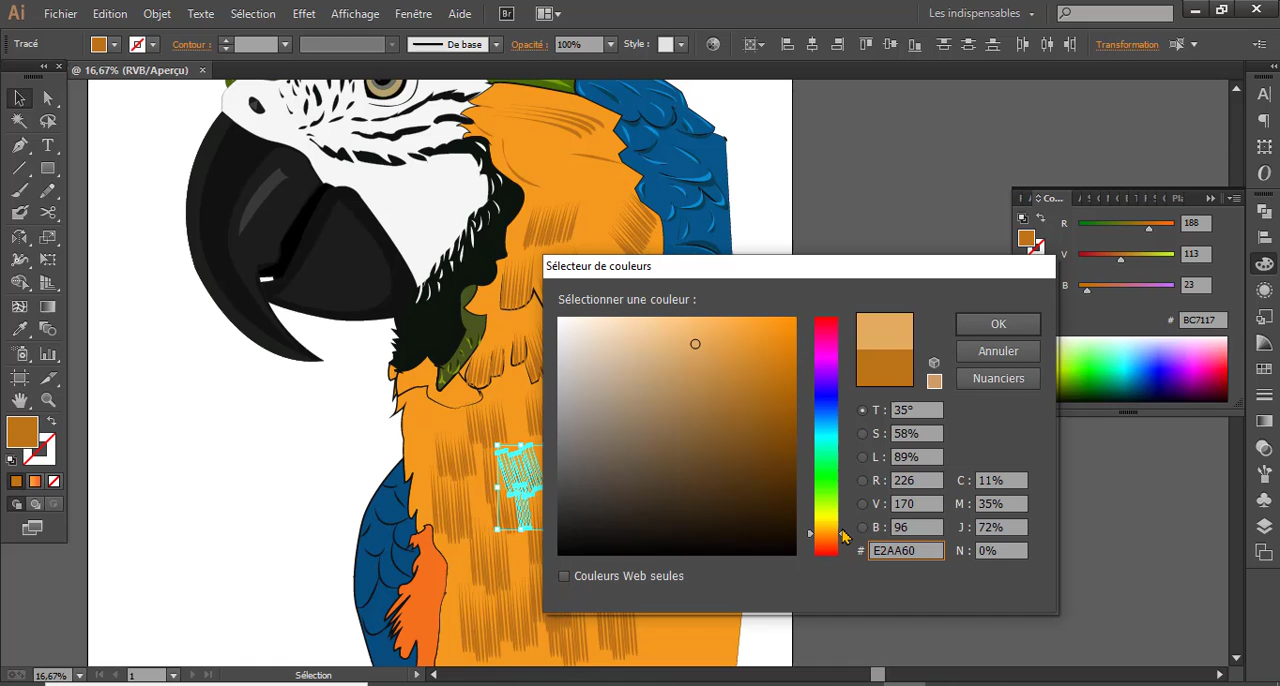 Ai Fichier Edition Objet Texte Sélection Effet Affichage Fenêtre Aide Br Les indispensables
Tracé Contour : De base Opacité : 100% Style : Transformation
@ 16,67% (RVB/Aperçu) ×
Co...
Pla
R 188
V 113
B 23
# BC7117
Sélecteur de couleurs
Sélectionner une couleur :
OK
Annuler
Nuanciers
T : 35°
S : 58%
L : 89%
R : 226 C : 11%
V : 170 M : 35%
B : 96 J : 72%
# E2AA60 N : 0%
Couleurs Web seules
16,67% 1 Sélection